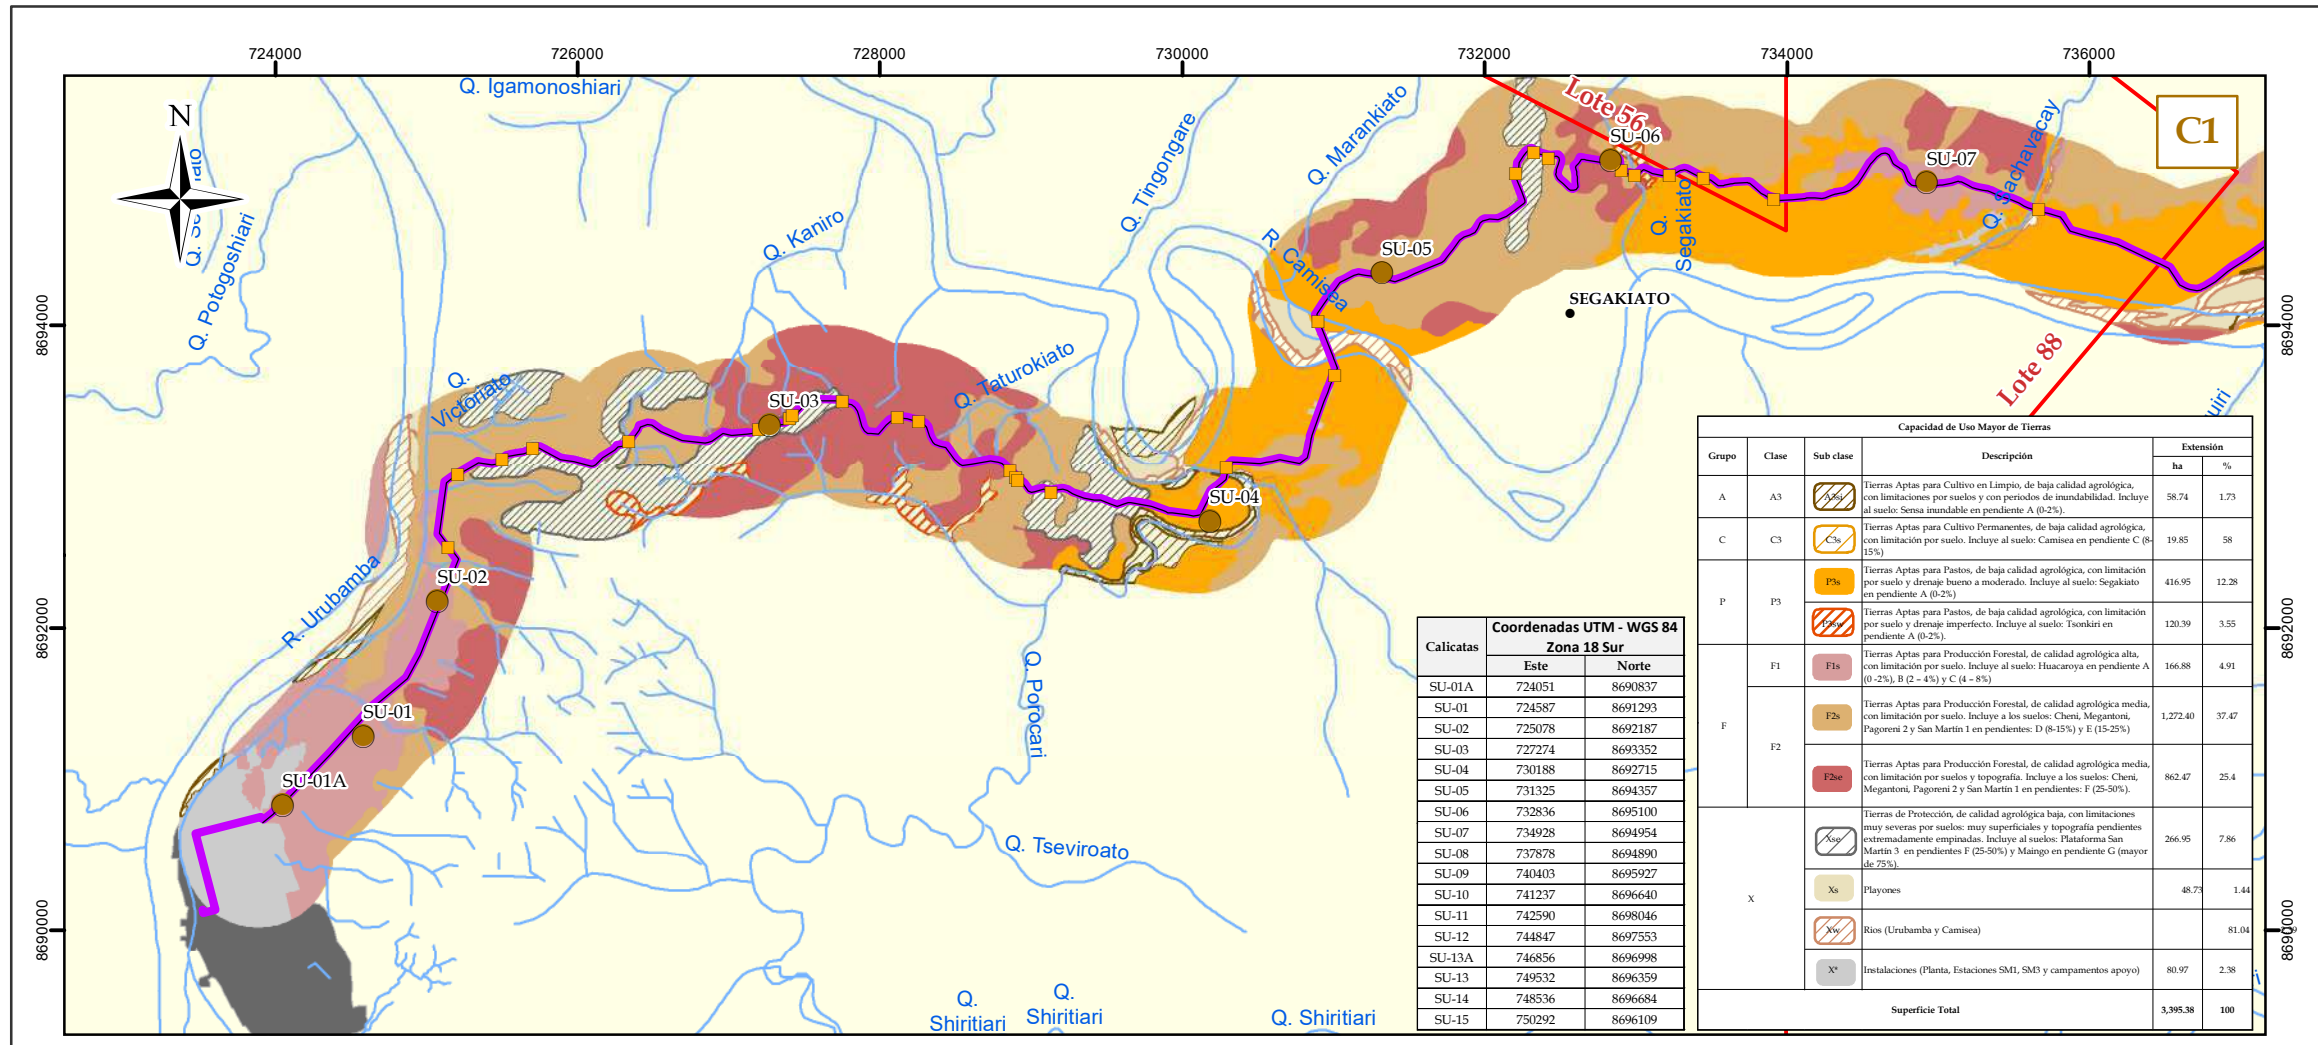 724000
726000
728000
730000
732000
734000
736000
8694000
8692000
8690000
8694000
8692000
8690000
N
C1
Q. Igamonoshiari
Q. Potogoshiari
Q. Kaniro
Q. Tingongare
Q. Marankiato
R. Camisea
Q.
Segakiato
Q. Sachavacay
Lote 56
Lote 88
SEGAKIATO
Q.
Victoriato
Q. Taturokiato
R. Urubamba
Q. Porocari
Q. Tseviroato
Q.
Shiritiari
Q.
Shiritiari
Q. Shiritiari
uiri
SU-01A
SU-01
SU-02
SU-03
SU-04
SU-05
SU-06
SU-07
Calicatas
Coordenadas UTM - WGS 84
Zona 18 Sur
Este Norte
SU-01A 724051 8690837
SU-01 724587 8691293
SU-02 725078 8692187
SU-03 727274 8693352
SU-04 730188 8692715
SU-05 731325 8694357
SU-06 732836 8695100
SU-07 734928 8694954
SU-08 737878 8694890
SU-09 740403 8695927
SU-10 741237 8696640
SU-11 742590 8698046
SU-12 744847 8697553
SU-13A 746856 8696998
SU-13 749532 8696359
SU-14 748536 8696684
SU-15 750292 8696109
Capacidad de Uso Mayor de Tierras
Grupo Clase Sub clase Descripción Extensión
ha %
A A3 A3si
Tierras Aptas para Cultivo en Limpio, de baja calidad agrológica,
con limitaciones por suelos y con periodos de inundabilidad. Incluye
al suelo: Sensa inundable en pendiente A (0-2%).
58.74 1.73
C C3 C3s
Tierras Aptas para Cultivo Permanentes, de baja calidad agrológica,
con limitación por suelo. Incluye al suelo: Camisea en pendiente C (8-
15%)
19.85 58
P P3 P3s
Tierras Aptas para Pastos, de baja calidad agrológica, con limitación
por suelo y drenaje bueno a moderado. Incluye al suelo: Segakiato
en pendiente A (0-2%)
416.95 12.28
P3sw
Tierras Aptas para Pastos, de baja calidad agrológica, con limitación
por suelo y drenaje imperfecto. Incluye al suelo: Tsonkiri en
pendiente A (0-2%).
120.39 3.55
F F1 F1s
Tierras Aptas para Producción Forestal, de calidad agrológica alta,
con limitación por suelo. Incluye al suelo: Huacaroya en pendiente A
(0 -2%), B (2 – 4%) y C (4 – 8%)
166.88 4.91
F2 F2s
Tierras Aptas para Producción Forestal, de calidad agrológica media,
con limitación por suelo. Incluye a los suelos: Cheni, Megantoni,
Pagoreni 2 y San Martín 1 en pendientes: D (8-15%) y E (15-25%)
1,272.40 37.47
F2se
Tierras Aptas para Producción Forestal, de calidad agrológica media,
con limitación por suelos y topografía. Incluye a los suelos: Cheni,
Megantoni, Pagoreni 2 y San Martín 1 en pendientes: F (25-50%).
862.47 25.4
X Xse
Tierras de Protección, de calidad agrológica baja, con limitaciones
muy severas por suelos: muy superficiales y topografía pendientes
extremadamente empinadas. Incluye al suelos: Plataforma San
Martín 3 en pendientes F (25-50%) y Maingo en pendiente G (mayor
de 75%).
266.95 7.86
Xs Playones 48.73 1.44
Xw Rios (Urubamba y Camisea) 81.04
X* Instalaciones (Planta, Estaciones SM1, SM3 y campamentos apoyo) 80.97 2.38
Superficie Total 3,395.38 100